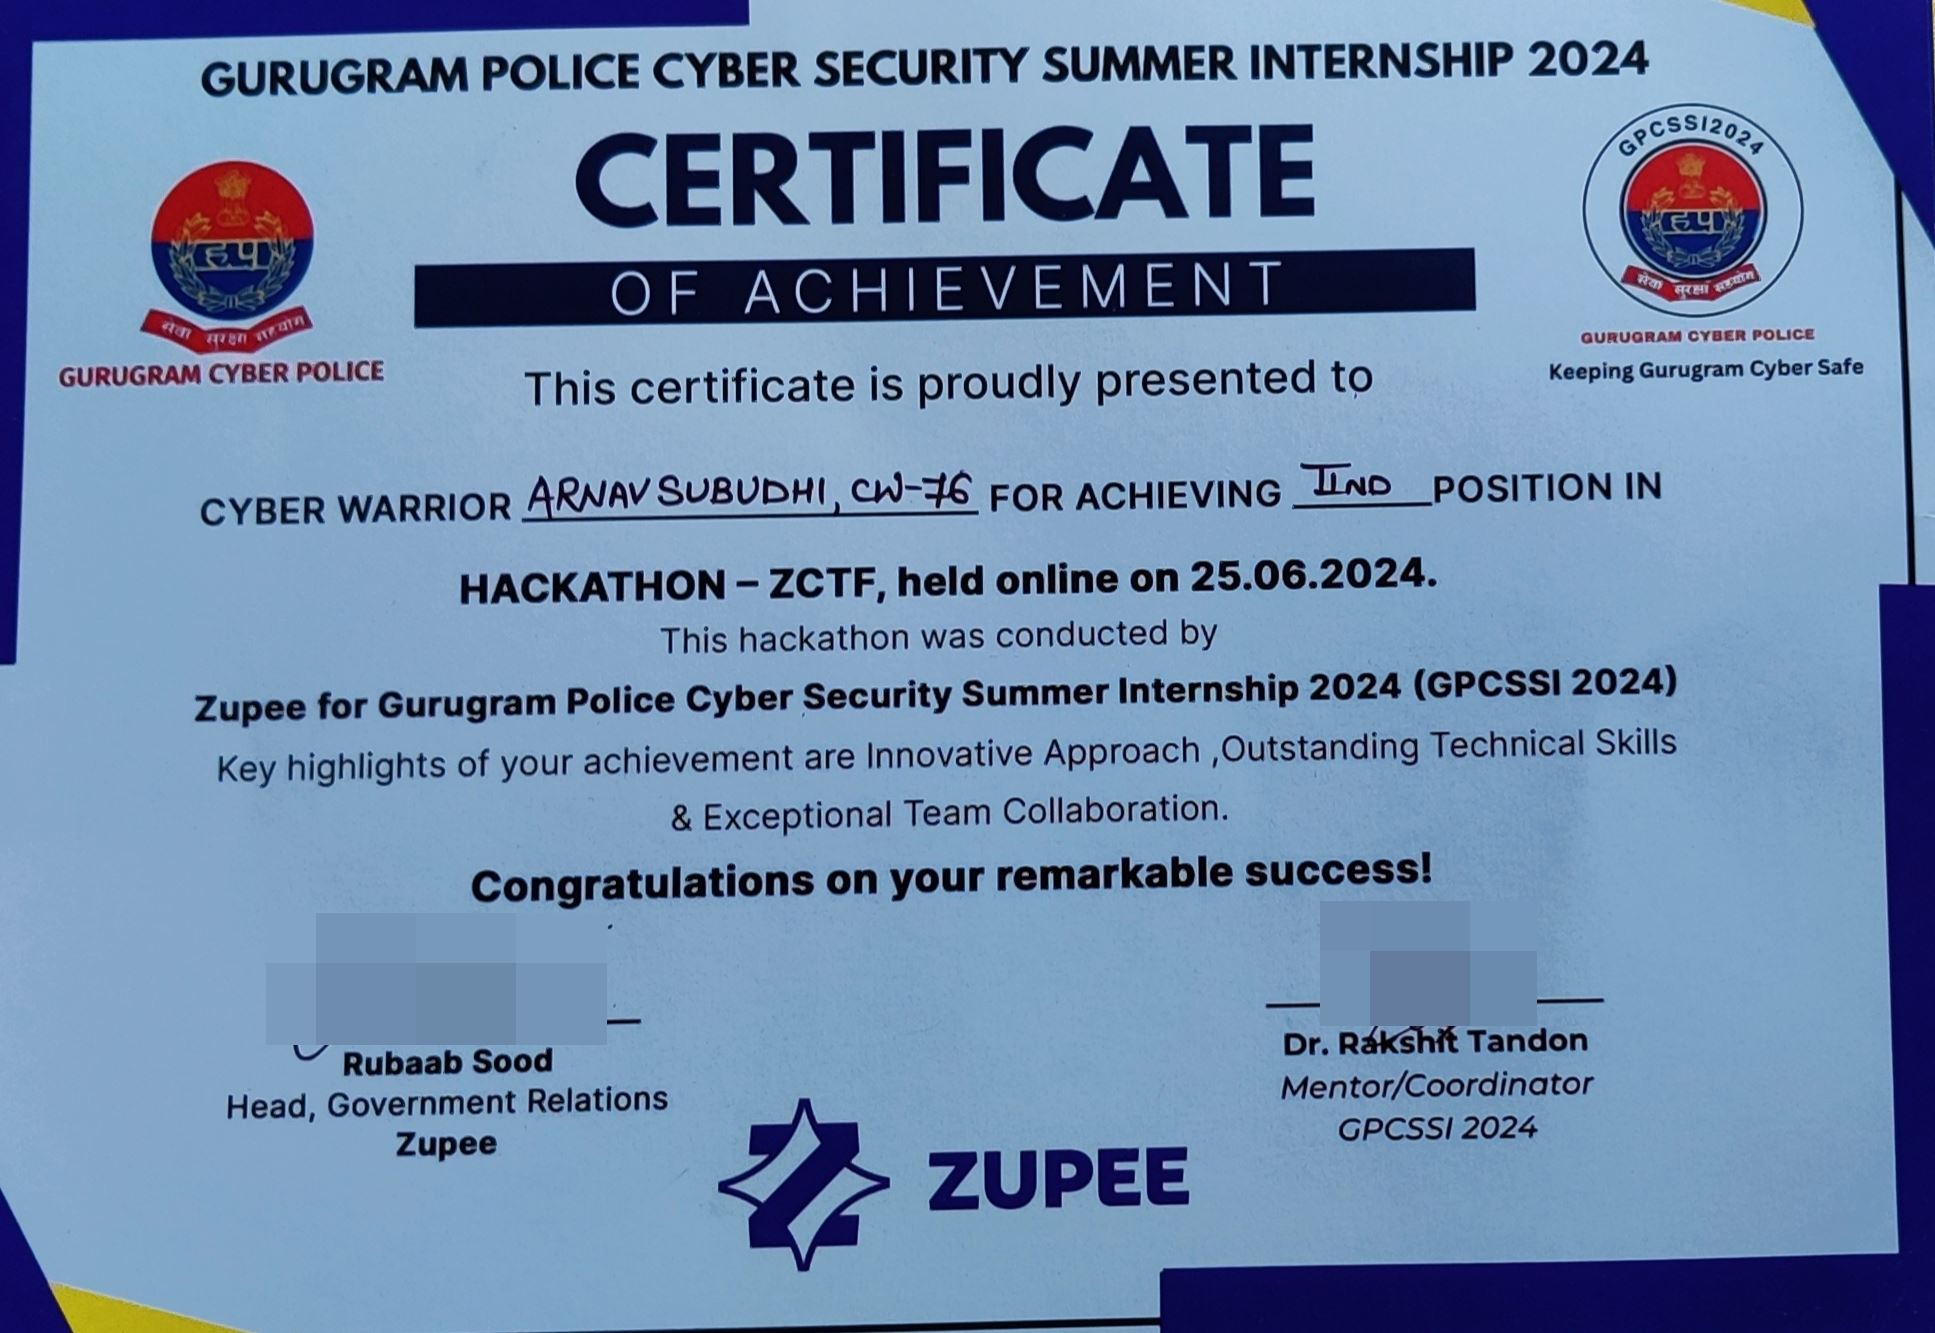 GURUGRAM POLICE CYBER SECURITY SUMMER INTERNSHIP 2024
CERTIFICATE
OF ACHIEVEMENT
हपु
सेवा सुरक्षा सहयोग
GURUGRAM CYBER POLICE
GPCSSI2024
हपु
सेवा सुरक्षा सहयोग
GURUGRAM CYBER POLICE
Keeping Gurugram Cyber Safe
This certificate is proudly presented to
CYBER WARRIOR ARNAV SUBUDHI, CW-76 FOR ACHIEVING IIND POSITION IN
HACKATHON – ZCTF, held online on 25.06.2024.
This hackathon was conducted by
Zupee for Gurugram Police Cyber Security Summer Internship 2024 (GPCSSI 2024)
Key highlights of your achievement are Innovative Approach ,Outstanding Technical Skills
& Exceptional Team Collaboration.
Congratulations on your remarkable success!
Rubaab Sood
Head, Government Relations
Zupee
Dr. Rakshit Tandon
Mentor/Coordinator
GPCSSI 2024
ZUPEE